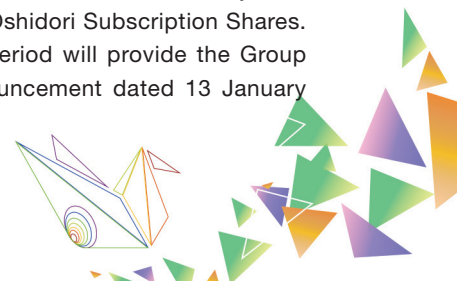 Oshidori Subscription Shares.
eriod will provide the Group
uncement dated 13 January